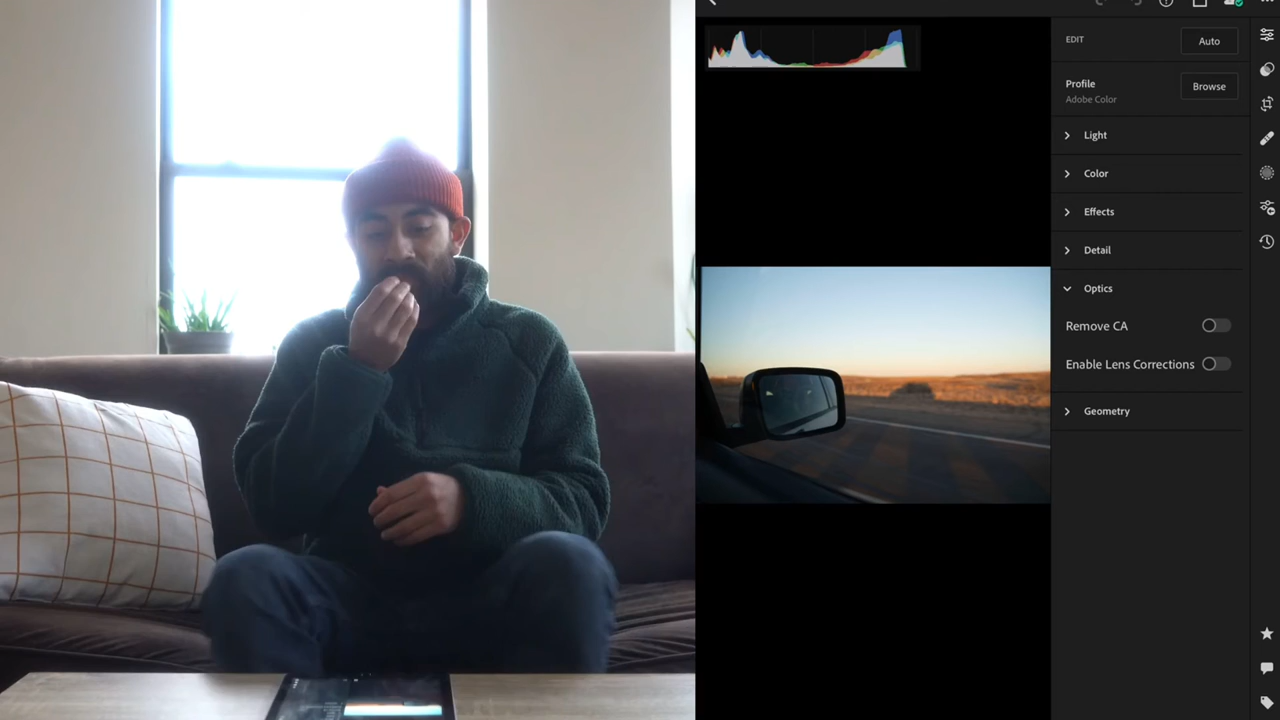 EDIT
Auto
Profile
Adobe Color
Browse
Light
Color
Effects
Detail
Optics
Remove CA
Enable Lens Corrections
Geometry